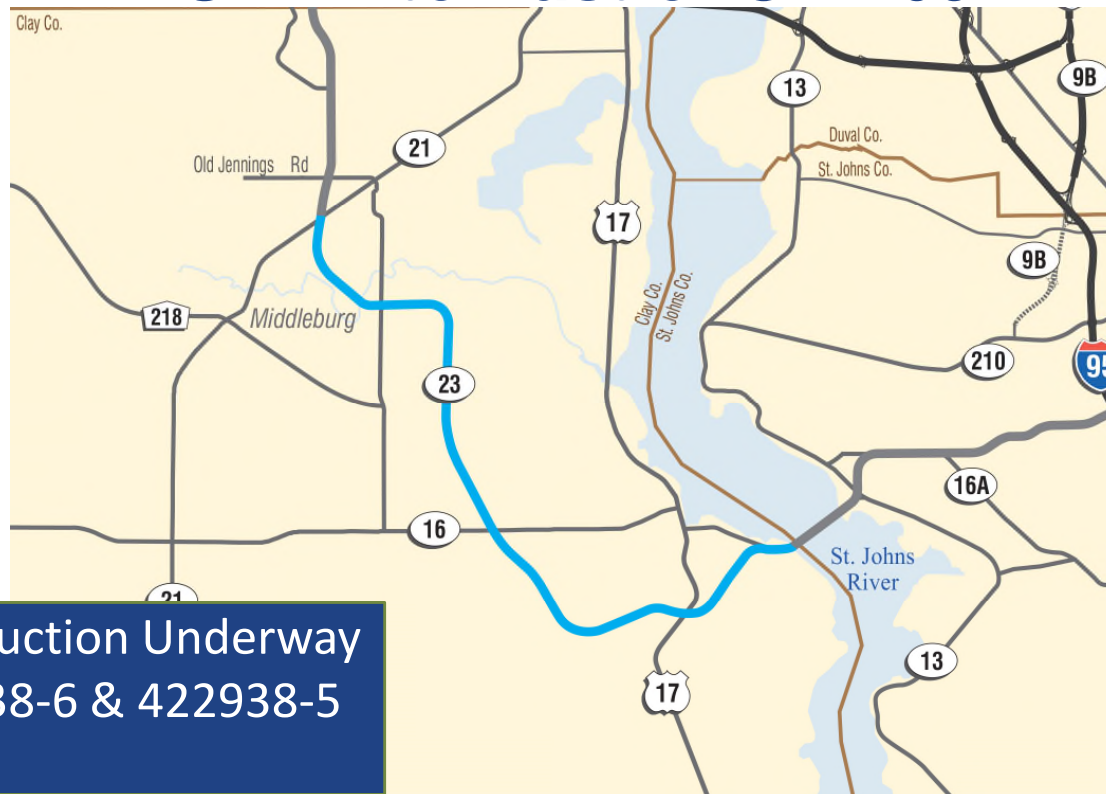 Clay Co.
9B
13
21
Duval Co.
Old Jennings Rd
St. Johns Co.
17
9B
Clay Co.
St. Johns Co.
218
Middleburg
210
95
23
16A
16
St. Johns
River
21
uction Underway
38-6 & 422938-5
13
17